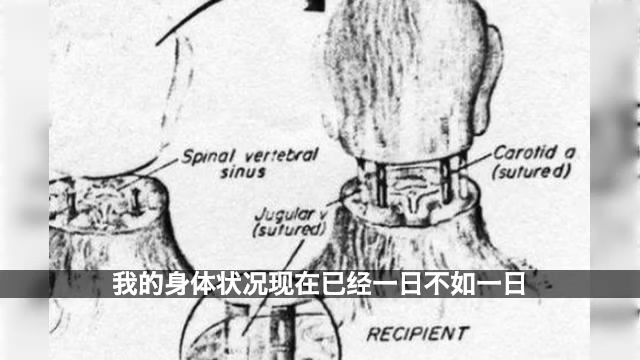 Spinal vertebral
sinus
Carotid a
(sutured)
Jugular v
(sutured)
我的身体状况现在已经一日不如一日
RECIPIENT